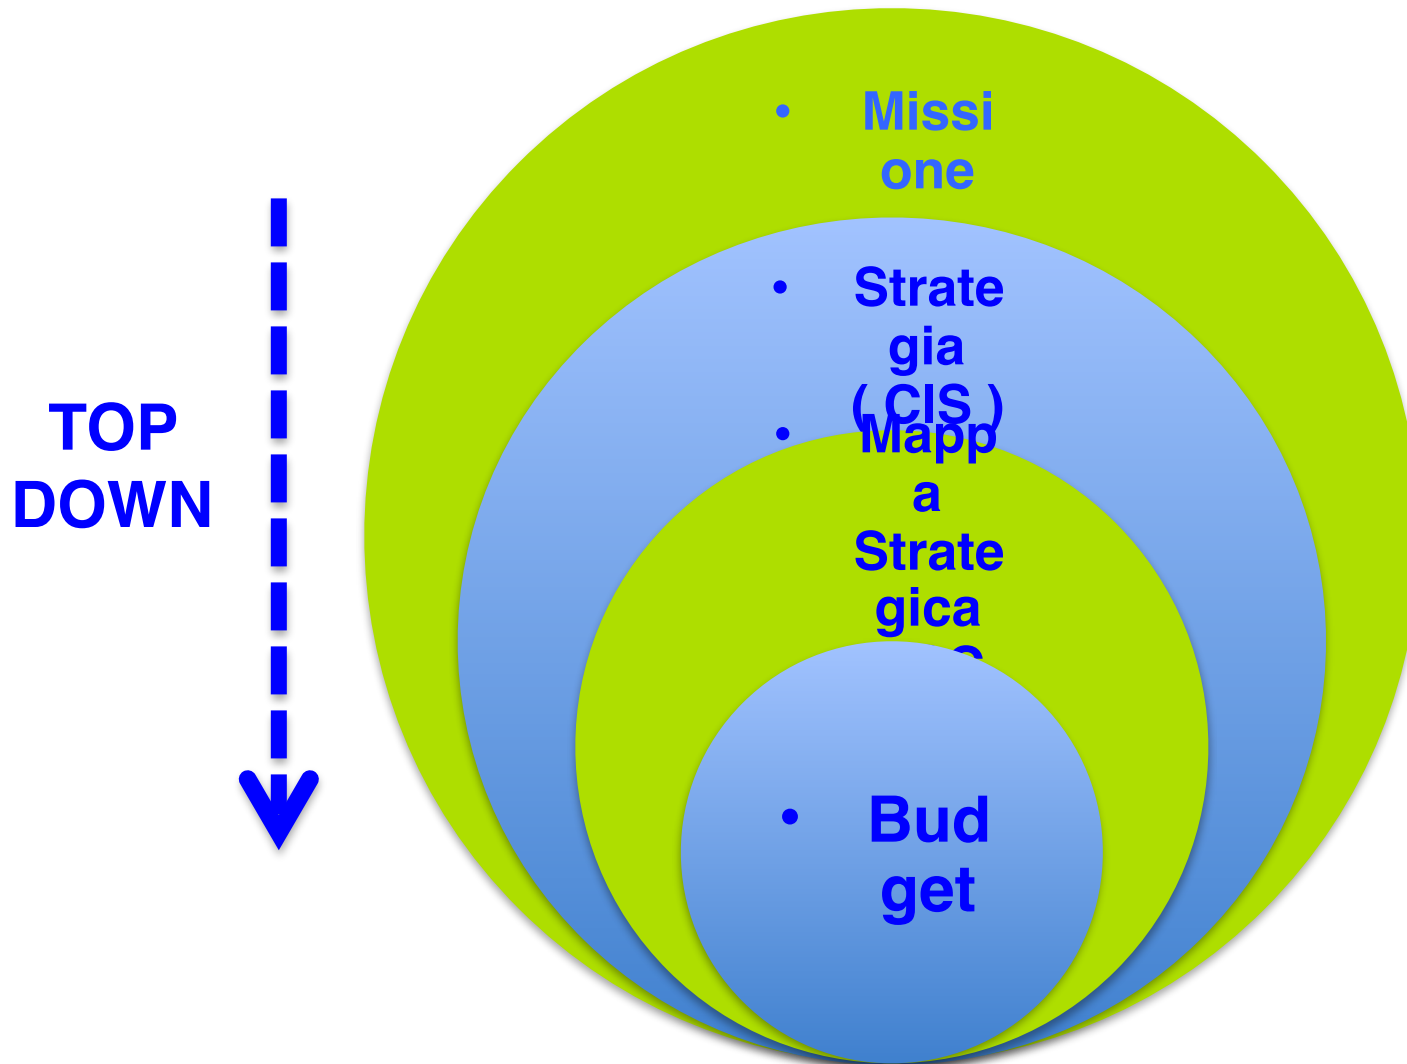 TOP
DOWN
• Missi
one
• Strate
gia
( CIS )
• Mapp
a
Strate
gica
• Bud
get